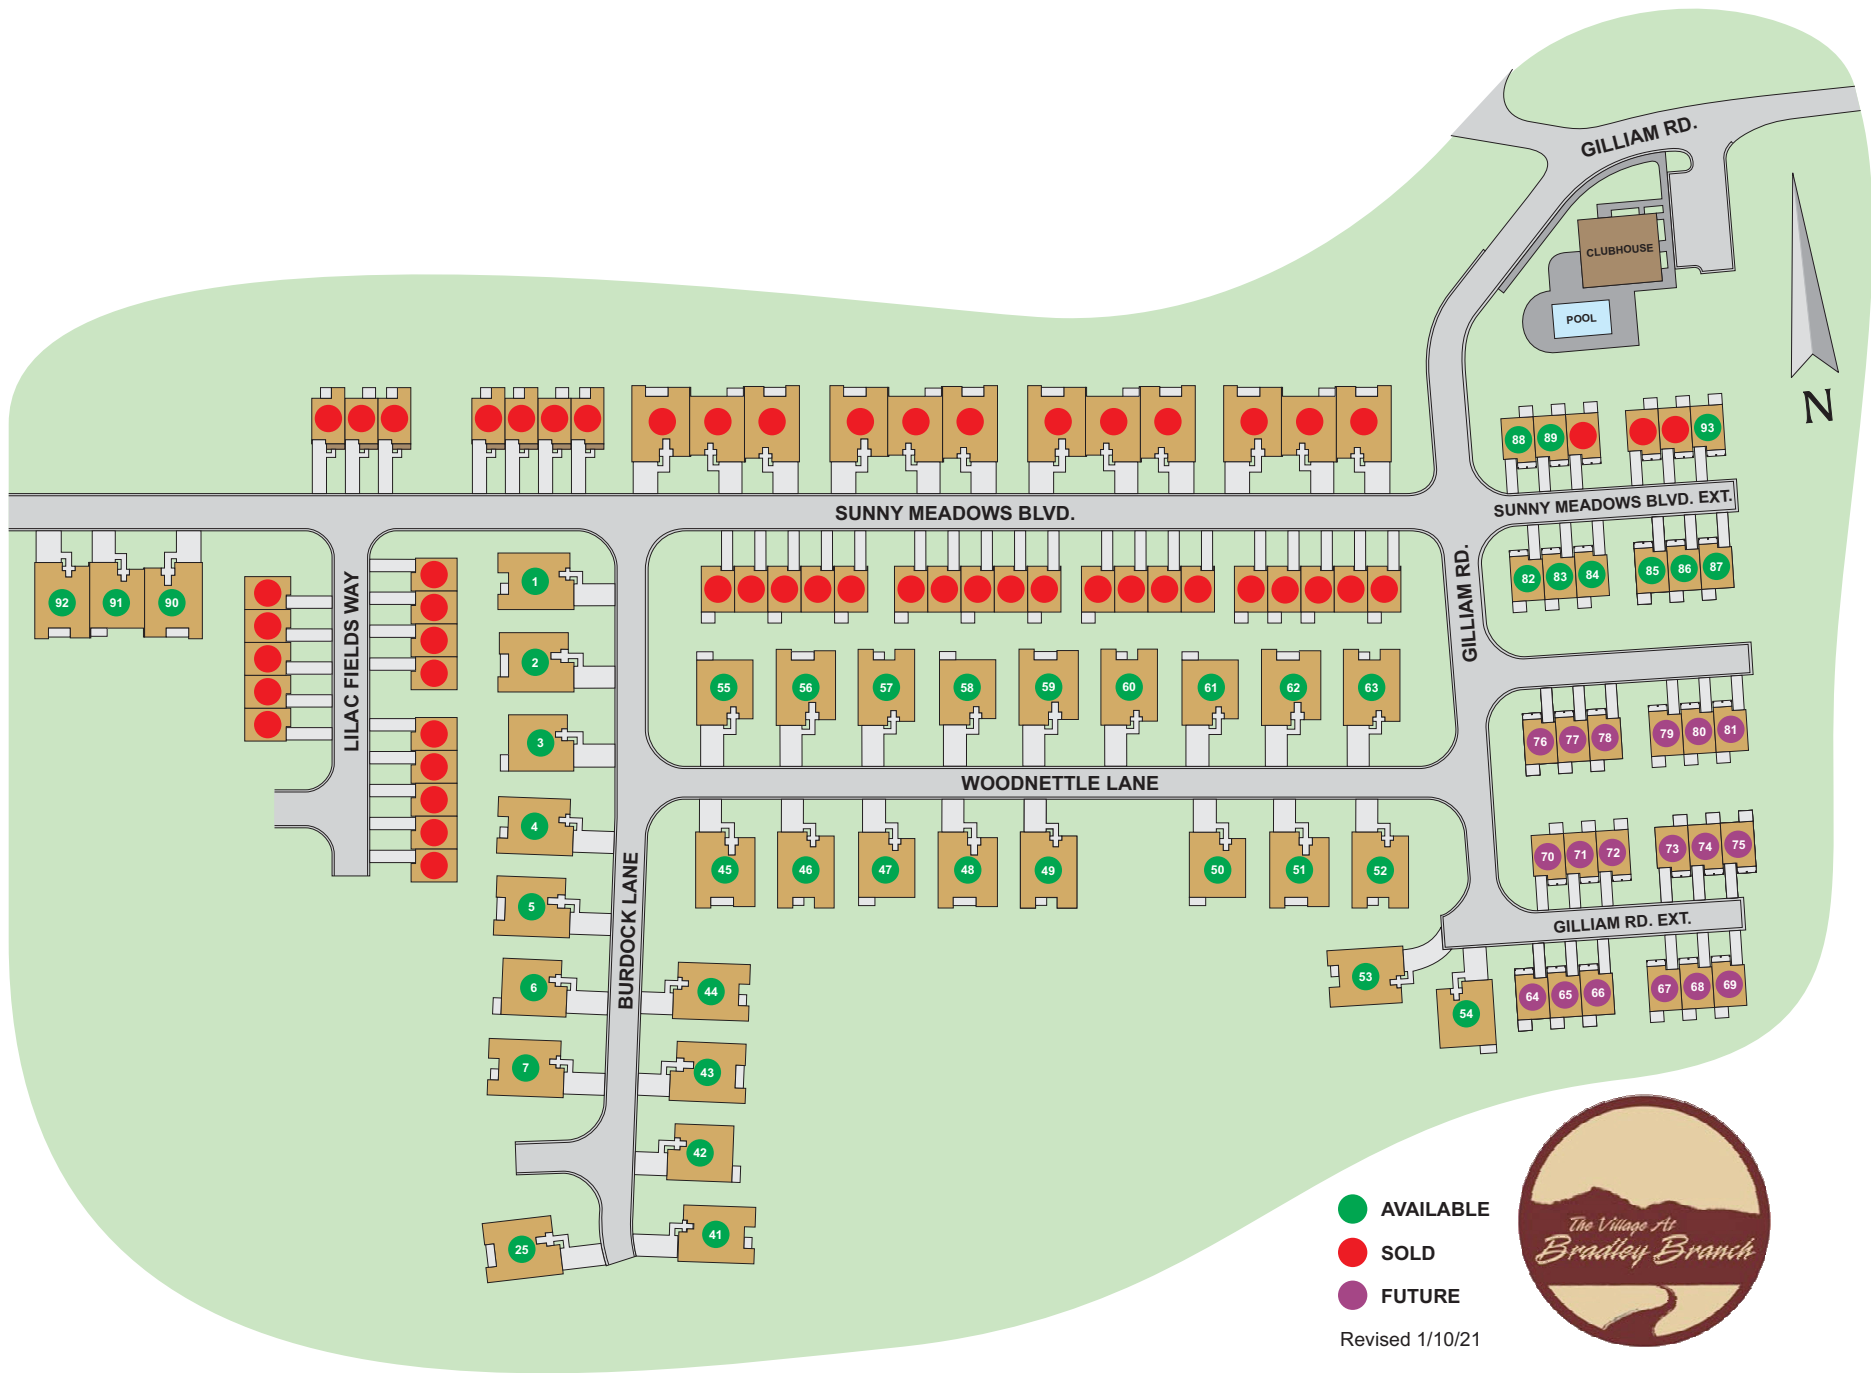 GILLIAM RD.
CLUBHOUSE
POOL
N
88 89 93
SUNNY MEADOWS BLVD. EXT.
SUNNY MEADOWS BLVD.
92 91 90
LILAC FIELDS WAY
1
2
3
4
5
6
7
25
BURDOCK LANE
44
43
42
41
55 56 57 58 59 60 61 62 63
WOODNETTLE LANE
45 46 47 48 49 50 51 52
53
54
GILLIAM RD.
82 83 84 85 86 87
76 77 78 79 80 81
70 71 72 73 74 75
GILLIAM RD. EXT.
64 65 66 67 68 69
AVAILABLE
SOLD
FUTURE
Revised 1/10/21
The Village At
Bradley Branch